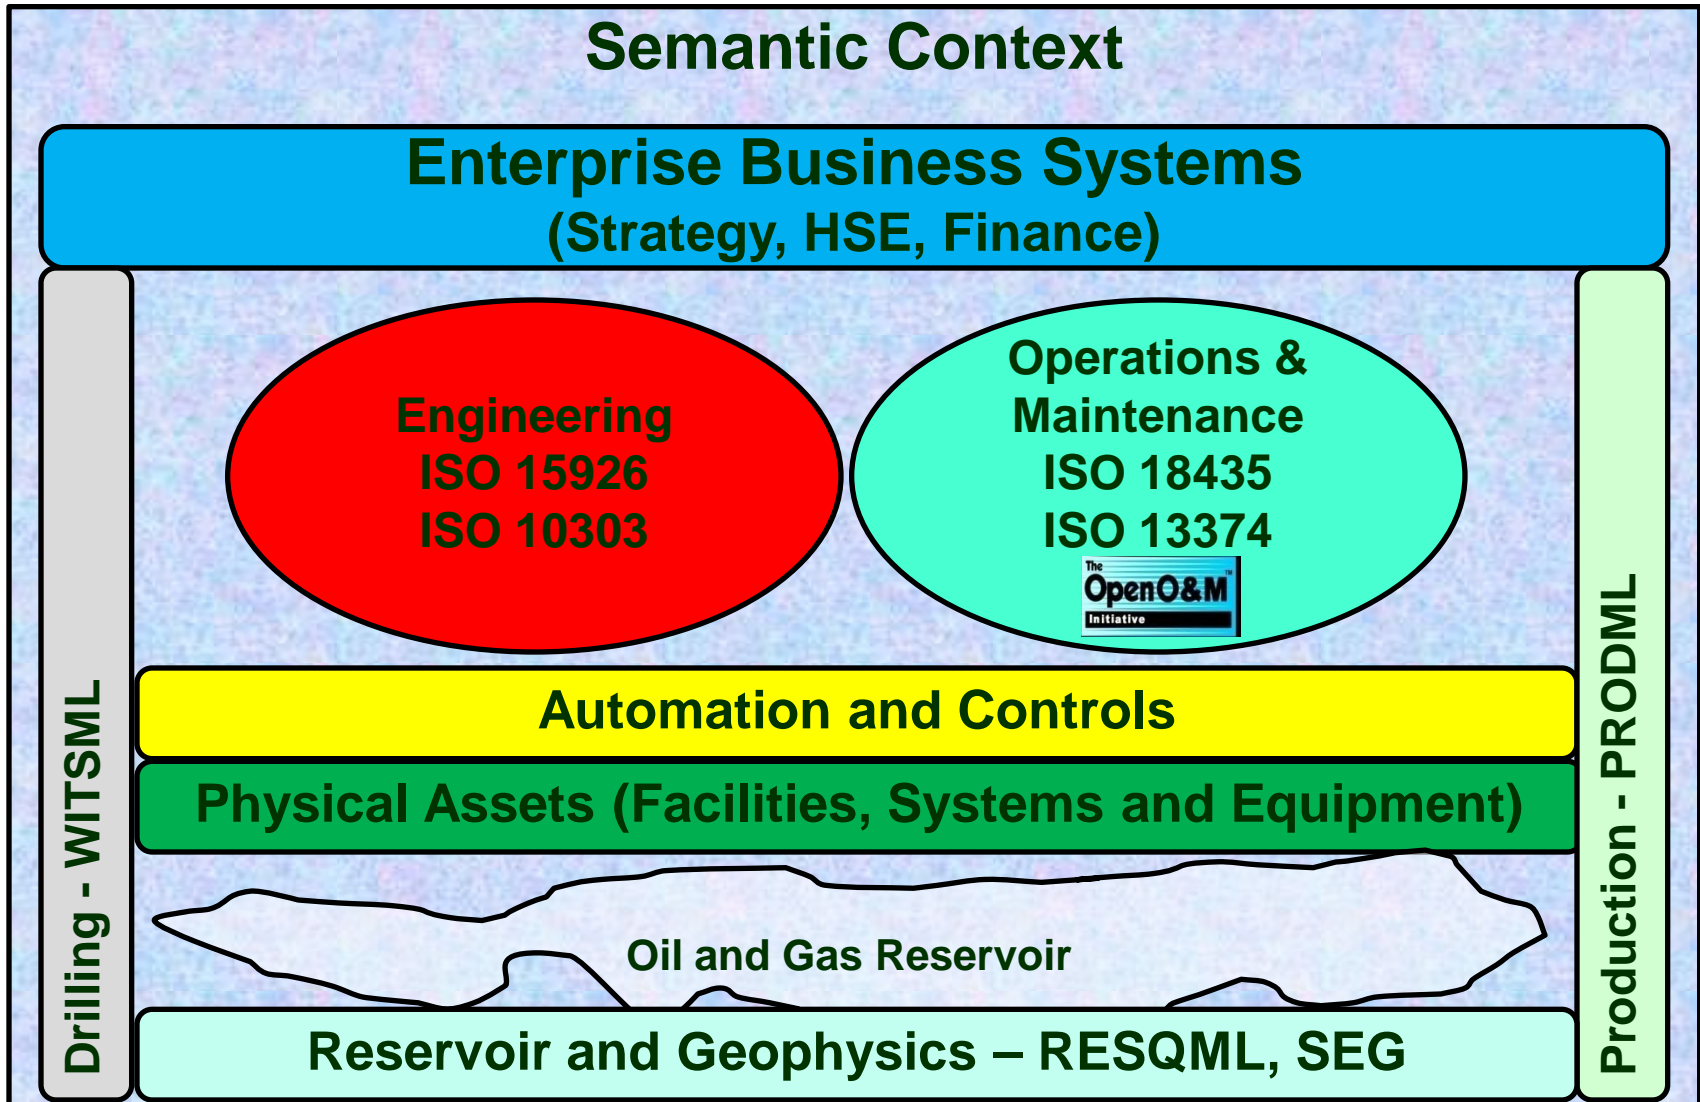 Semantic Context
Enterprise Business Systems
(Strategy, HSE, Finance)
Drilling - WITSML
Engineering
ISO 15926
ISO 10303
Operations &
Maintenance
ISO 18435
ISO 13374
The
OpenO&M™
Initiative
Production - PRODML
Automation and Controls
Physical Assets (Facilities, Systems and Equipment)
Oil and Gas Reservoir
Reservoir and Geophysics – RESQML, SEG